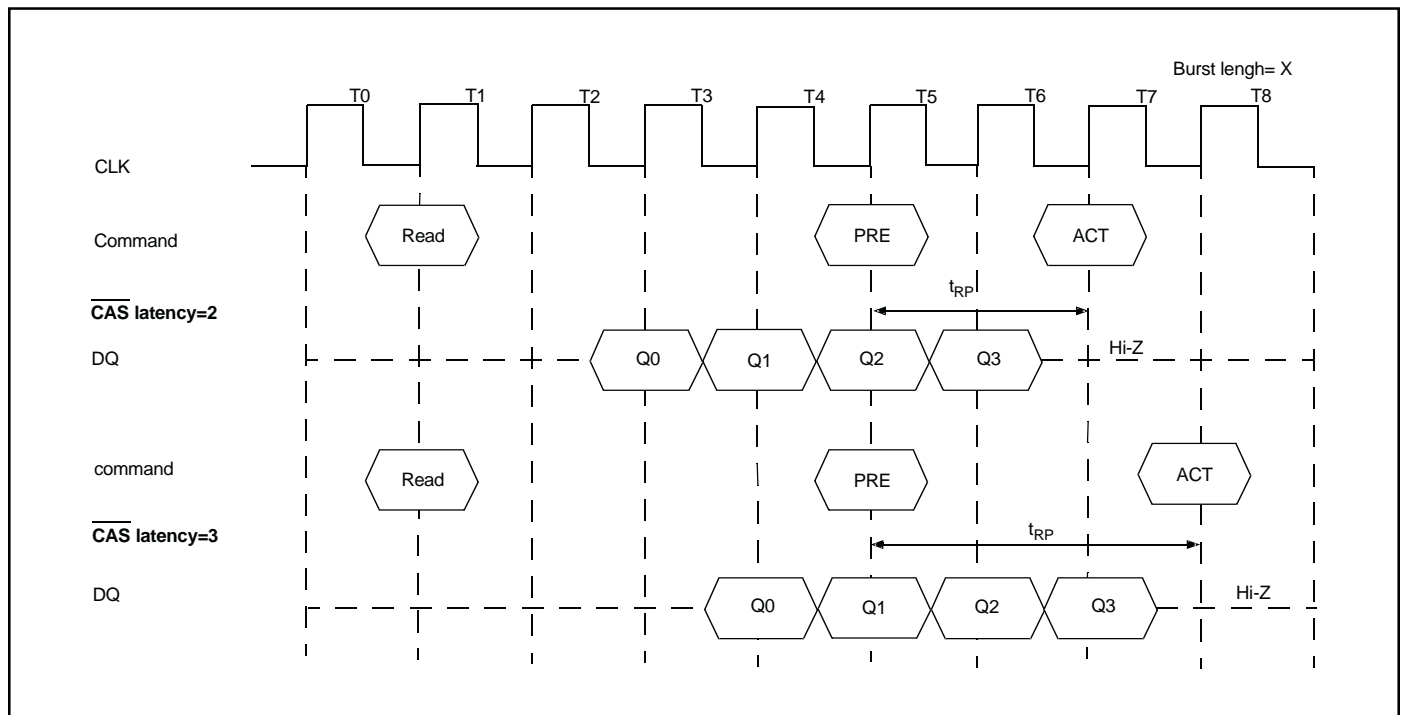 Burst lengh= X
T0 T1 T2 T3 T4 T5 T6 T7 T8
CLK
Command Read PRE ACT
CAS latency=2
tRP
DQ Q0 Q1 Q2 Q3 Hi-Z
command Read PRE ACT
CAS latency=3
tRP
DQ Q0 Q1 Q2 Q3 Hi-Z